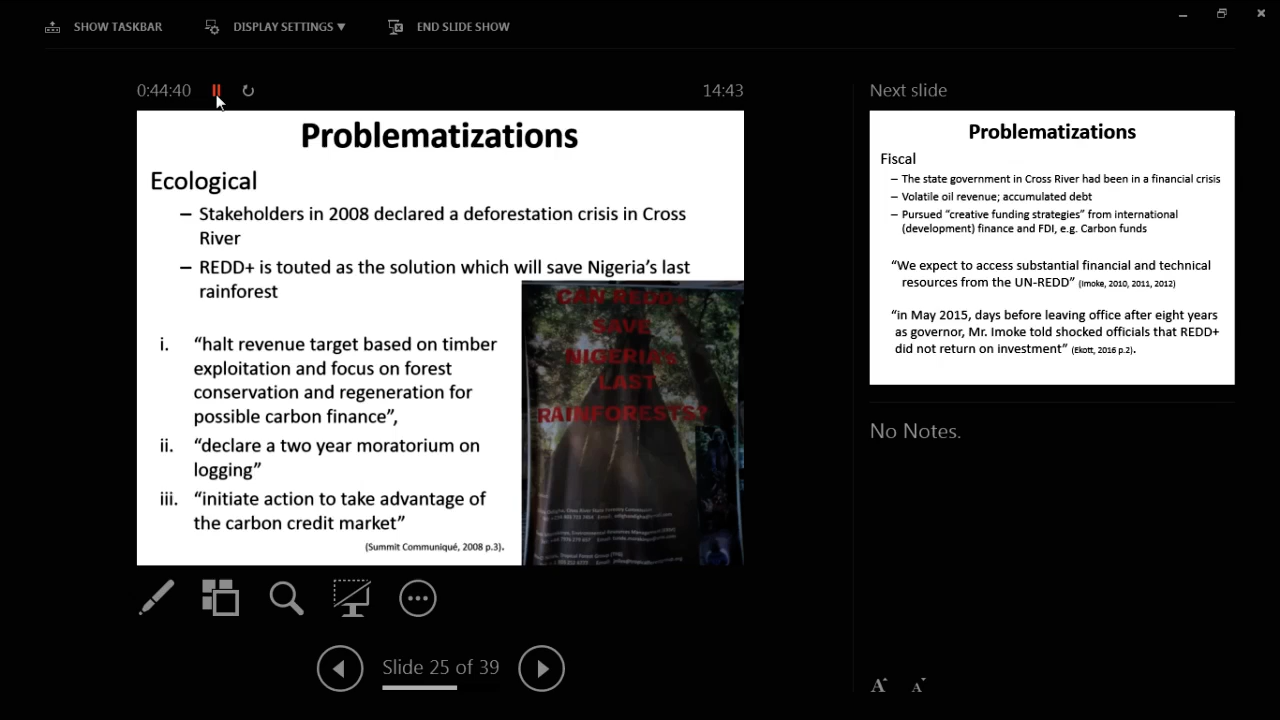 SHOW TASKBAR
DISPLAY SETTINGS ▼
END SLIDE SHOW
0:44:40
14:43
Problematizations
Ecological
– Stakeholders in 2008 declared a deforestation crisis in Cross
River
– REDD+ is touted as the solution which will save Nigeria’s last
rainforest
i. “halt revenue target based on timber
exploitation and focus on forest
conservation and regeneration for
possible carbon finance”,
ii. “declare a two year moratorium on
logging”
iii. “initiate action to take advantage of
the carbon credit market”
(Summit Communiqué, 2008 p.3).
CAN REDD+
SAVE
NIGERIA'S
LAST
RAINFORESTS?
Slide 25 of 39
Next slide
Problematizations
Fiscal
– The state government in Cross River had been in a financial crisis
– Volatile oil revenue; accumulated debt
– Pursued “creative funding strategies” from international
(development) finance and FDI, e.g. Carbon funds
“We expect to access substantial financial and technical
resources from the UN-REDD” (Imoke, 2010, 2011, 2012)
“in May 2015, days before leaving office after eight years
as governor, Mr. Imoke told shocked officials that REDD+
did not return on investment” (Ekott, 2016 p.2).
No Notes.
A
A